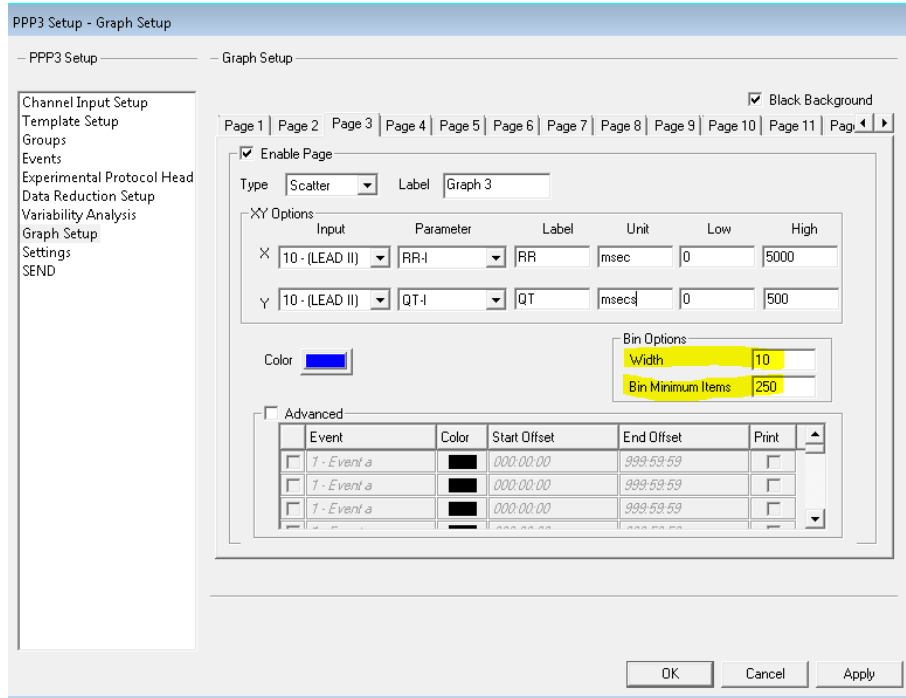 PPP3 Setup - Graph Setup
PPP3 Setup
Graph Setup
Channel Input Setup
Template Setup
Groups
Events
Experimental Protocol Head
Data Reduction Setup
Variability Analysis
Graph Setup
Settings
SEND
Black Background
Page 1 Page 2 Page 3 Page 4 Page 5 Page 6 Page 7 Page 8 Page 9 Page 10 Page 11
Enable Page
Type Scatter Label Graph 3
XY Options
Input Parameter Label Unit Low High
X 10 - (LEAD II) RR-I RR msec 0 5000
Y 10 - (LEAD II) QT-I QT msecs 0 500
Color
Bin Options
Width 10
Bin Minimum Items 250
Advanced
Event Color Start Offset End Offset Print
1 - Event a 000:00:00 999:59:59
1 - Event a 000:00:00 999:59:59
1 - Event a 000:00:00 999:59:59
OK Cancel Apply